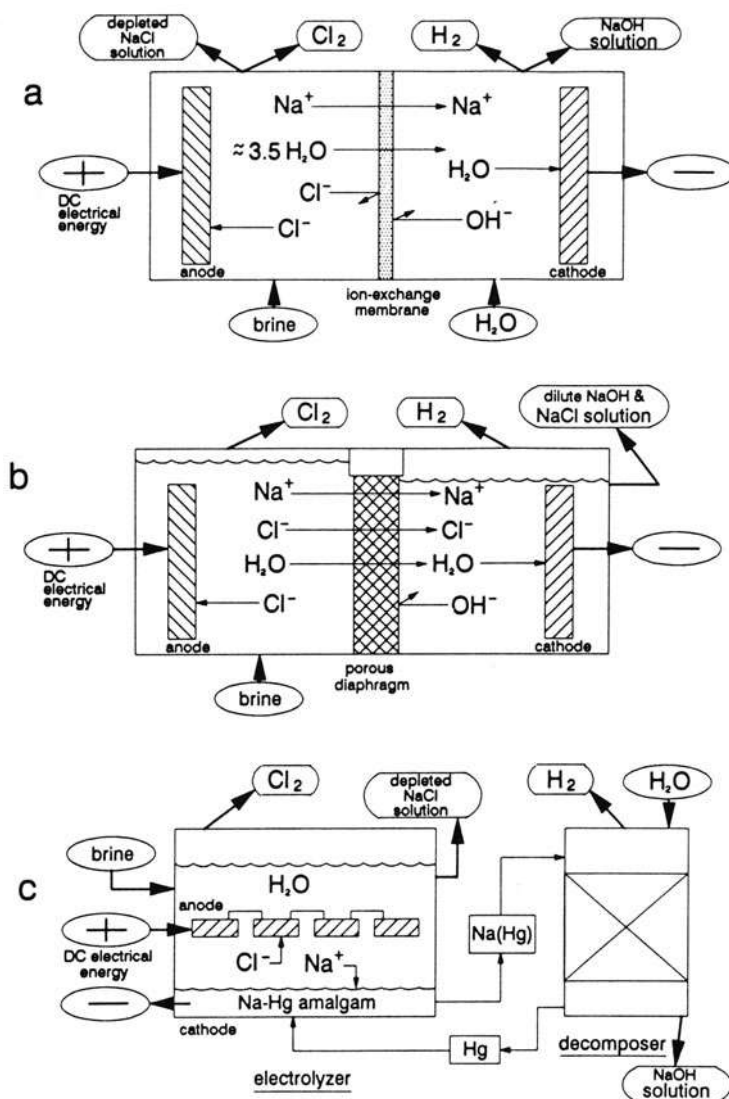 depleted
NaCl
solution
Cl₂
H₂
NaOH
solution
a
Na⁺
Na⁺
≈3.5 H₂O
H₂O
Cl⁻
OH⁻
Cl⁻
+
DC
electrical
energy
−
anode
cathode
ion-exchange
membrane
brine
H₂O
Cl₂
H₂
dilute NaOH &
NaCl solution
b
Na⁺
Na⁺
Cl⁻
Cl⁻
H₂O
H₂O
Cl⁻
OH⁻
+
DC
electrical
energy
−
anode
cathode
porous
diaphragm
brine
Cl₂
depleted
NaCl
solution
H₂
H₂O
brine
c
H₂O
anode
+
DC electrical
energy
Cl⁻
Na⁺
Na(Hg)
−
Na-Hg amalgam
cathode
Hg
decomposer
electrolyzer
NaOH
solution